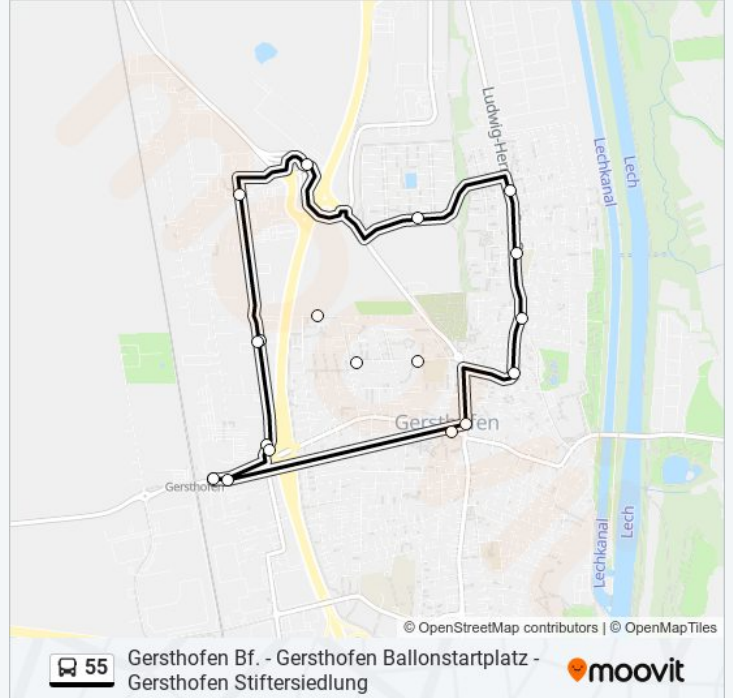 Ludwig-Her
Lechkanal
Lech
Gersthofen
Gersthofen
Lechkanal
Lech
© OpenStreetMap contributors | © OpenMapTiles
55
Gersthofen Bf. - Gersthofen Ballonstartplatz -
Gersthofen Stiftersiedlung
moovit